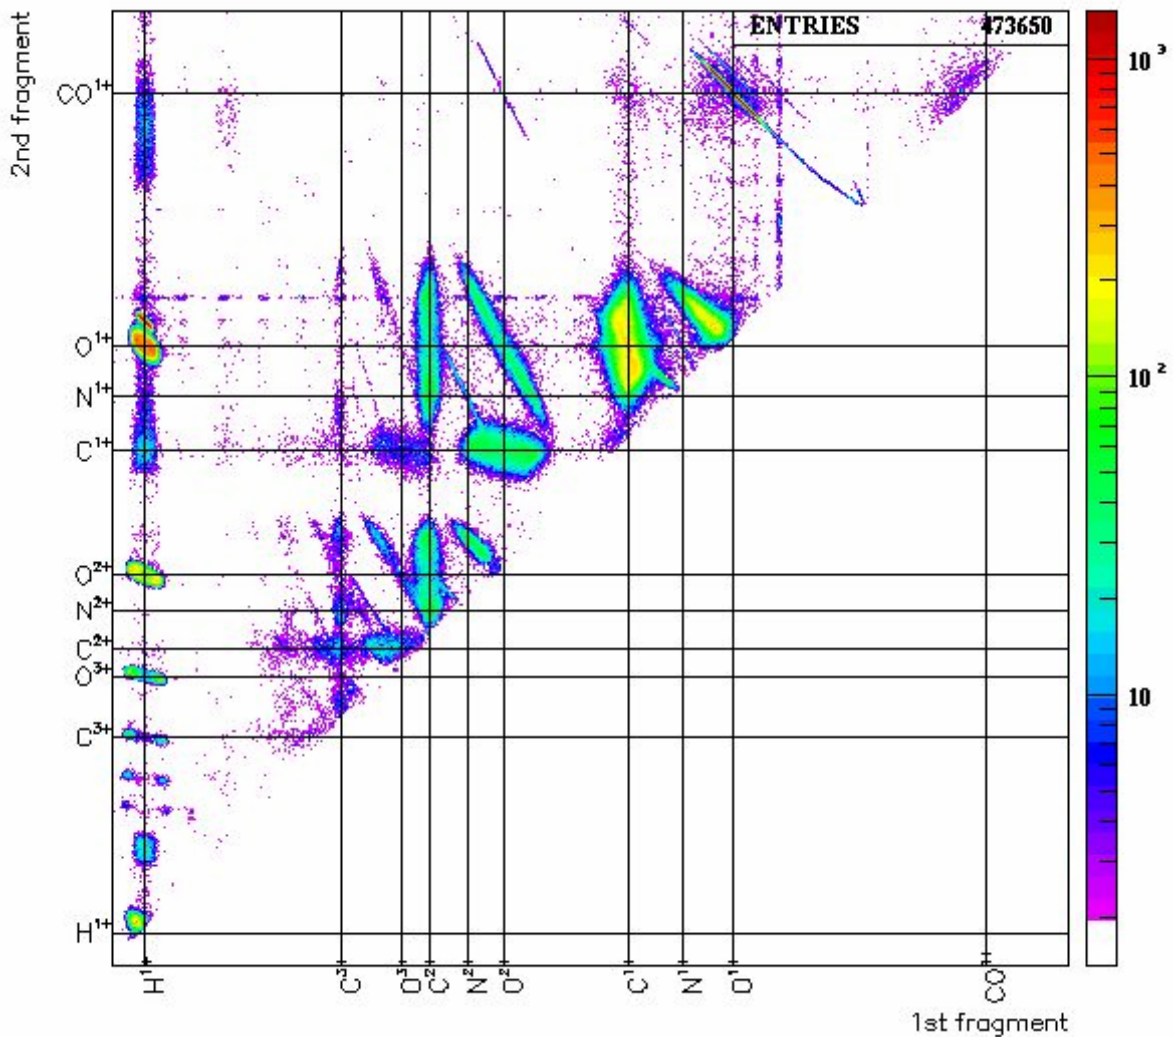 ENTRIES 473650
2nd fragment
CO¹⁺
O¹⁺
N¹⁺
C¹⁺
O²⁺
N²⁺
C²⁺
O³⁺
C³⁺
H¹⁺
10³
10²
10
H¹⁺ C³⁺ O³⁺ C²⁺ N²⁺ O²⁺ C¹⁺ N¹⁺ O¹⁺ CO¹⁺
1st fragment